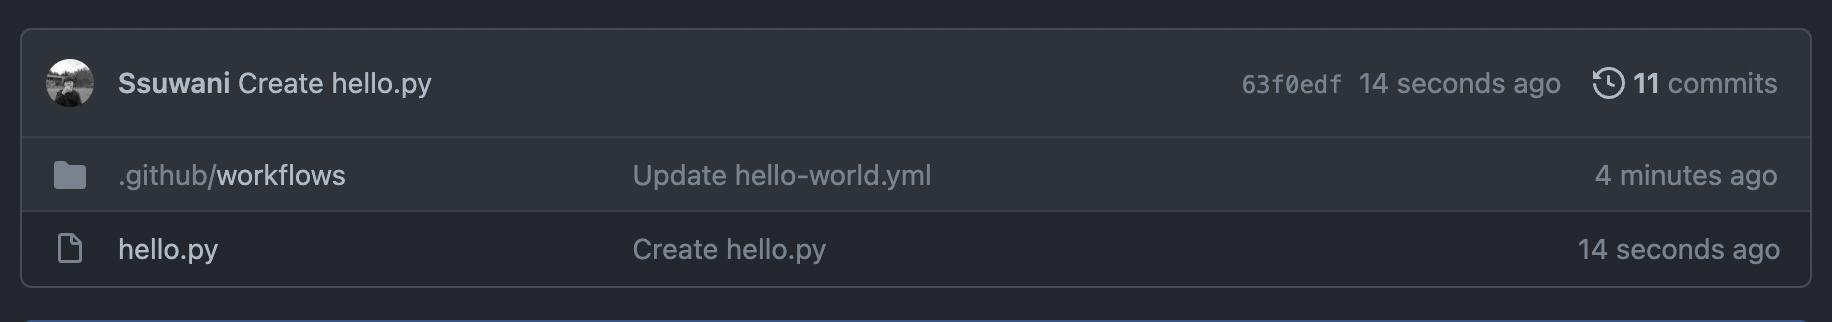 Ssuwani Create hello.py 63f0edf 14 seconds ago 11 commits
.github/workflows Update hello-world.yml 4 minutes ago
hello.py Create hello.py 14 seconds ago